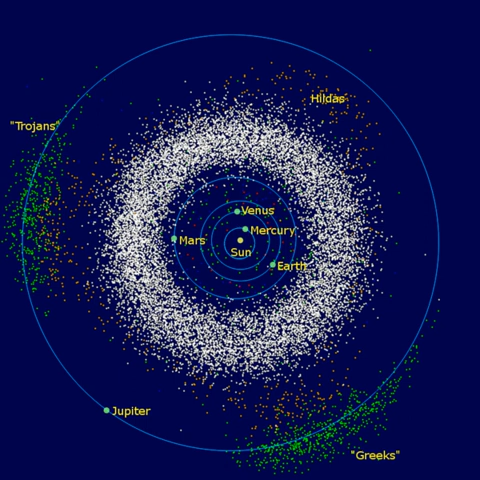 Hildas
"Trojans"
Venus
Mercury
Mars
Sun
Earth
Jupiter
"Greeks"